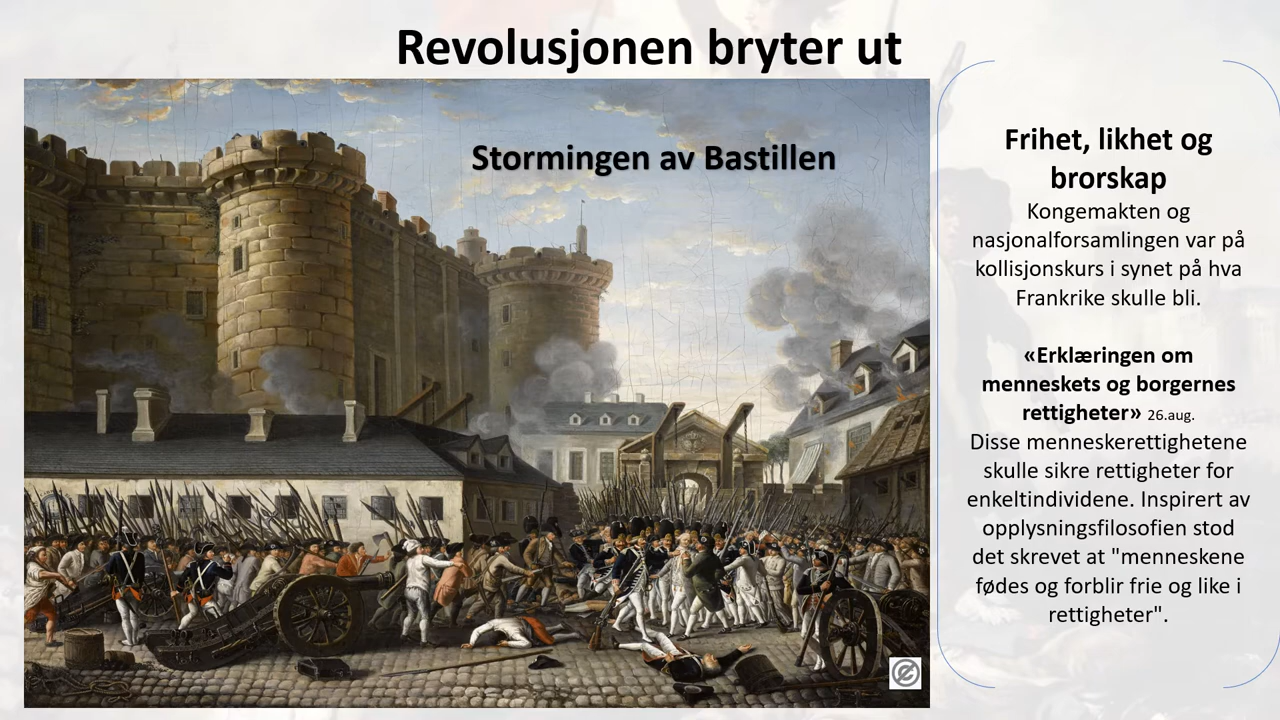 Revolusjonen bryter ut
Stormingen av Bastillen
Frihet, likhet og
brorskap
Kongemakten og
nasjonalforsamlingen var på
kollisjonskurs i synet på hva
Frankrike skulle bli.
«Erklæringen om
menneskets og borgernes
rettigheter» 26.aug.
Disse menneskerettighetene
skulle sikre rettigheter for
enkeltindividene. Inspirert av
opplysningsfilosofien stod
det skrevet at "menneskene
fødes og forblir frie og like i
rettigheter".